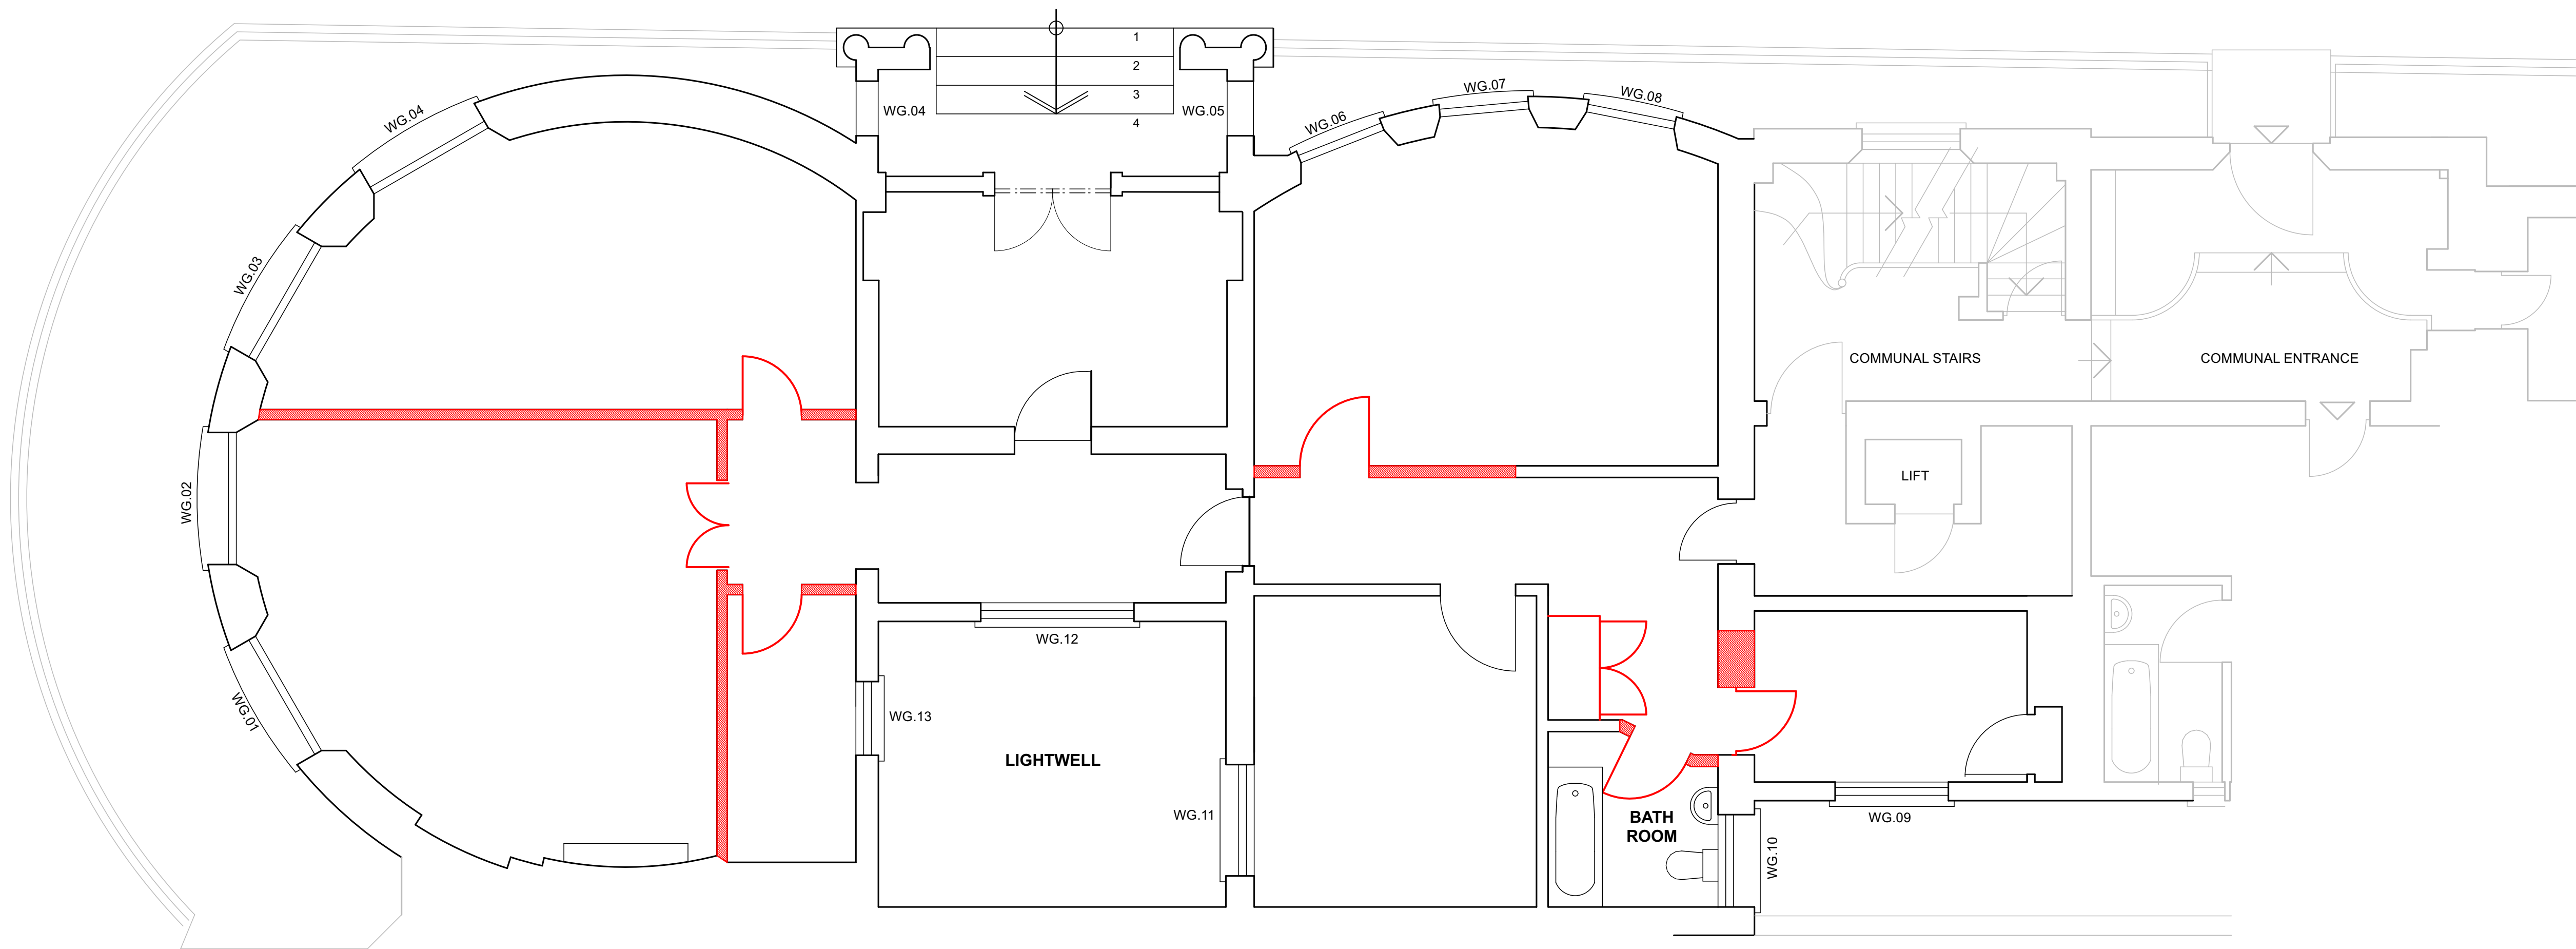 1
2
3
4
WG.04
WG.04
WG.05
WG.06
WG.07
WG.08
WG.03
COMMUNAL STAIRS
COMMUNAL ENTRANCE
LIFT
WG.02
WG.12
WG.01
WG.13
LIGHTWELL
WG.11
BATH
ROOM
WG.09
WG.10